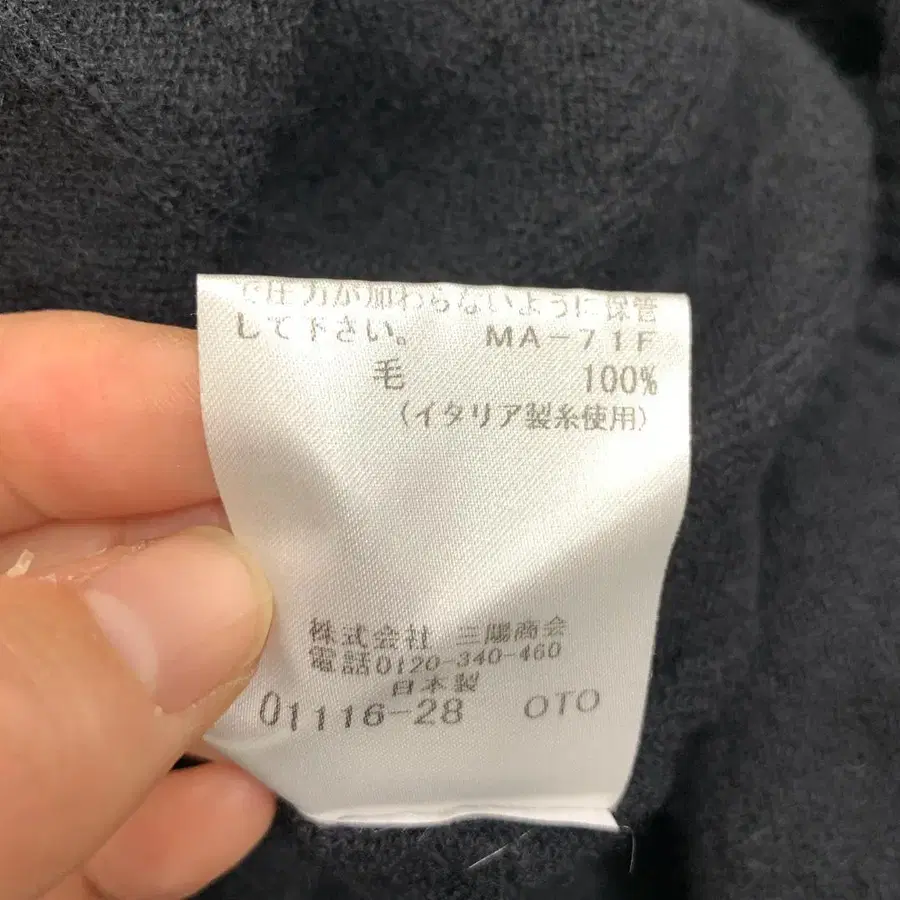 で圧力が加わらないように保管
して下さい。 MA-71F
毛 100%
(イタリア製糸使用)
株式会社 三陽商会
電話0120-340-460
日本製
01116-28 OTO